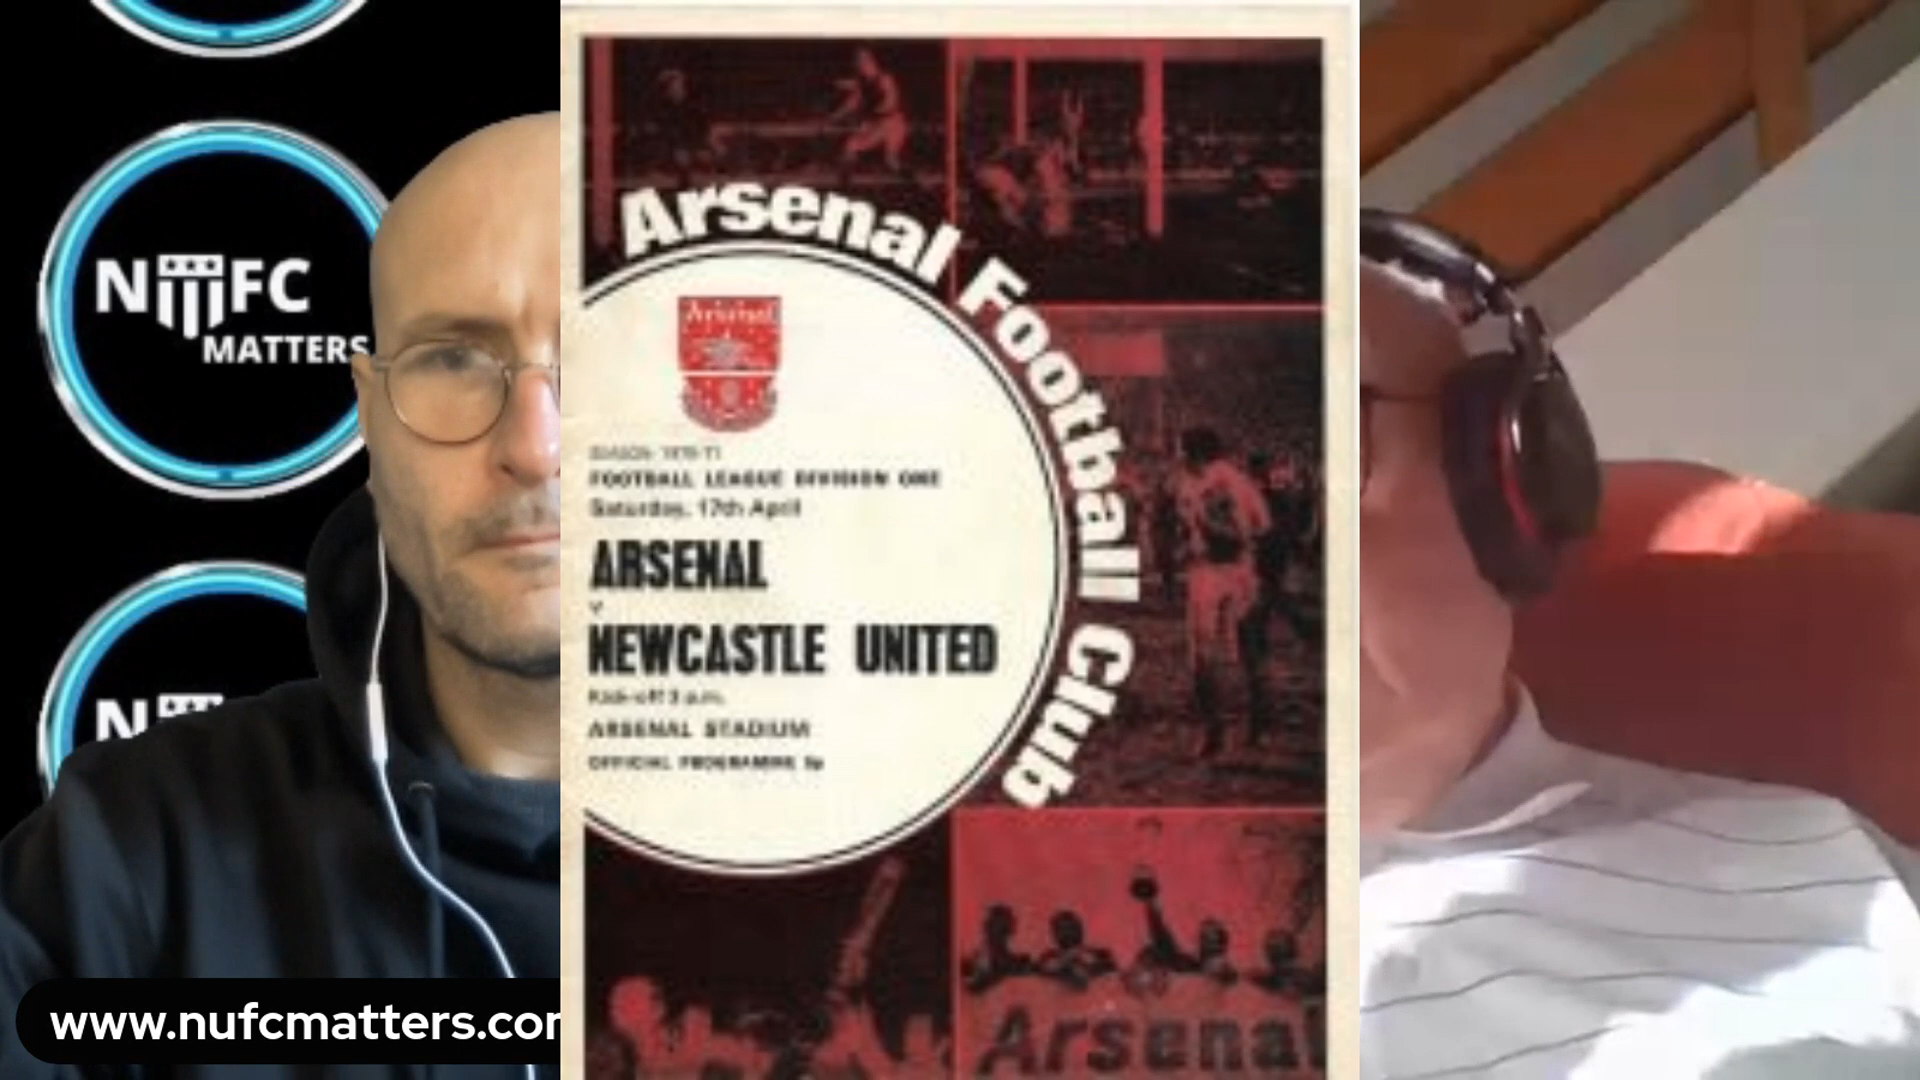 NUFC
MATTERS
N
www.nufcmatters.co
Arsenal Football Club
Arsenal
SEASON 1970-71
FOOTBALL LEAGUE DIVISION ONE
Saturday, 17th April
ARSENAL
v
NEWCASTLE UNITED
Kick-off 3 p.m.
ARSENAL STADIUM
OFFICIAL PROGRAMME 5p
Arsenal